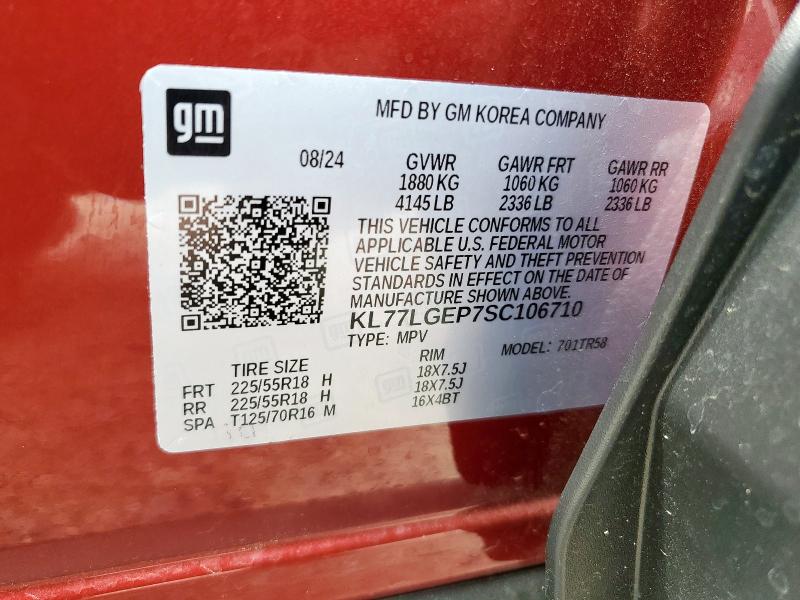 gm
MFD BY GM KOREA COMPANY
08/24 GVWR GAWR FRT GAWR RR
1880 KG 1060 KG 1060 KG
4145 LB 2336 LB 2336 LB
THIS VEHICLE CONFORMS TO ALL
APPLICABLE U.S. FEDERAL MOTOR
VEHICLE SAFETY AND THEFT PREVENTION
STANDARDS IN EFFECT ON THE DATE OF
MANUFACTURE SHOWN ABOVE.
KL77LGEP7SC106710
TYPE: MPV MODEL: 701TR58
TIRE SIZE RIM
FRT 225/55R18 H 18X7.5J
RR 225/55R18 H 18X7.5J
SPA T125/70R16 M 16X4BT